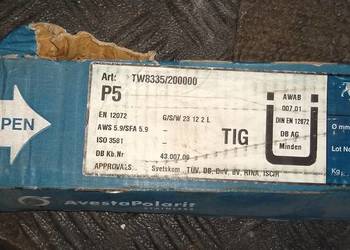 Art: TW8335/200000
P5
EN 12072 G/S/W 23 12 2 L
AWS 5.9/SFA 5.9 -
ISO 3581 -
DB Kb.Nr 43.007.09
TIG
APPROVALS: Svetskom, TÜV, DB, DnV, BV, RINA,
AWAB
007.01
DIN EN 12072
DB AG
Minden
Ü
PEN
Ø mm
Lot No
Kg
AvestaPolarit